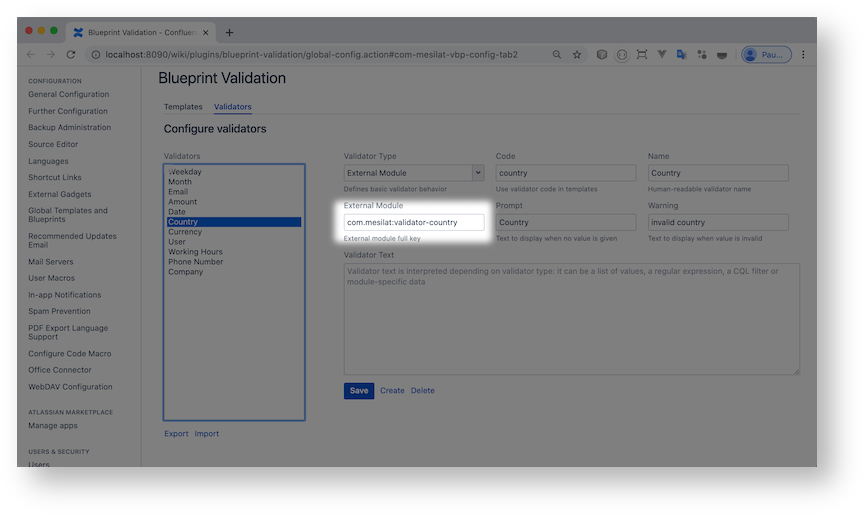 Blueprint Validation - Confluen
localhost:8090/wiki/plugins/blueprint-validation/global-config.action#com-mesilat-vbp-config-tab2
Pau...
CONFIGURATION
General Configuration
Further Configuration
Backup Administration
Source Editor
Languages
Shortcut Links
External Gadgets
Global Templates and
Blueprints
Recommended Updates
Email
Mail Servers
User Macros
In-app Notifications
Spam Prevention
PDF Export Language
Support
Configure Code Macro
Office Connector
WebDAV Configuration
ATLASSIAN MARKETPLACE
Manage apps
USERS & SECURITY
Users
Blueprint Validation
Templates Validators
Configure validators
Validators
Weekday
Month
Email
Amount
Date
Country
Currency
User
Working Hours
Phone Number
Company
Export Import
Validator Type Code Name
External Module country Country
Defines basic validator behavior Use validator code in templates Human-readable validator name
External Module Prompt Warning
com.mesilat:validator-country Country invalid country
External module full key Text to display when no value is given Text to display when value is invalid
Validator Text
Validator text is interpreted depending on validator type: it can be a list of values, a regular expression, a CQL filter or
module-specific data
Save Create Delete